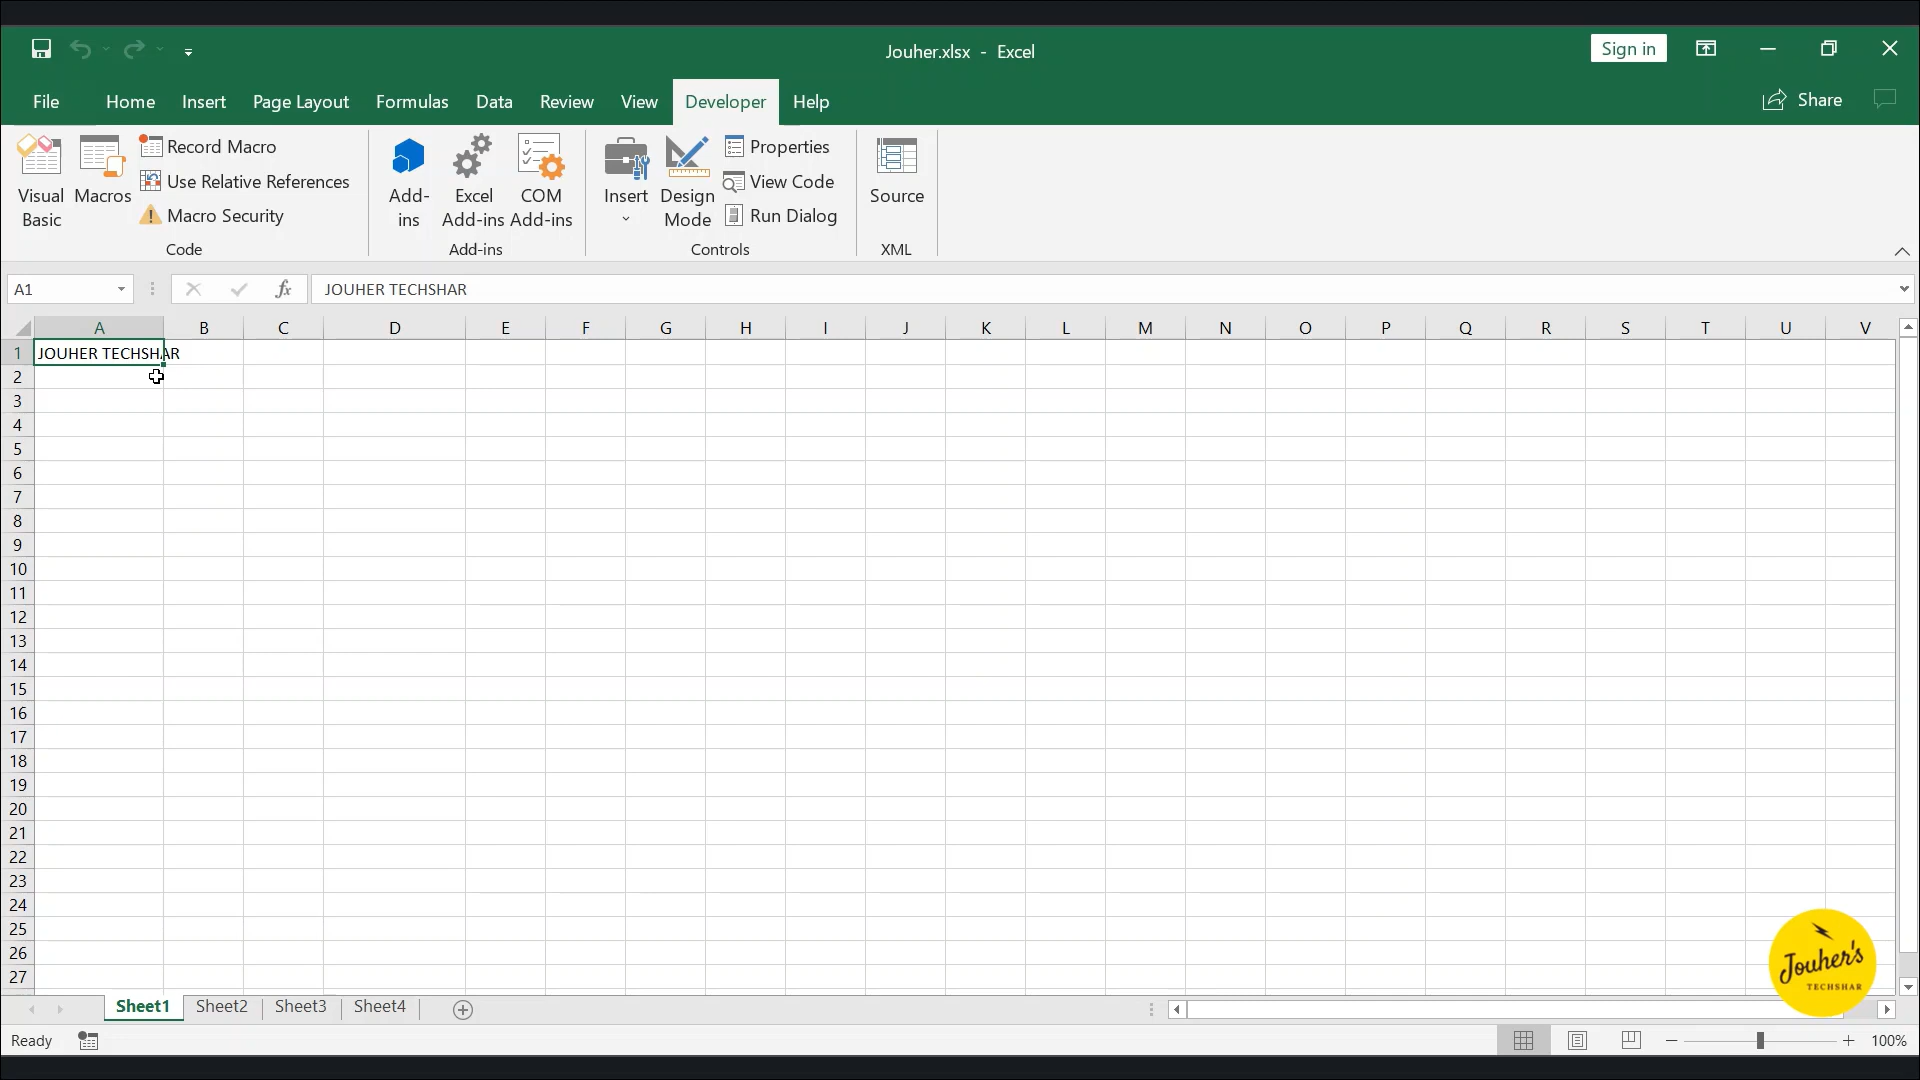 Jouher.xlsx - Excel
Sign in
File Home Insert Page Layout Formulas Data Review View Developer Help Share
Visual Basic
Macros
Record Macro
Use Relative References
Macro Security
Code
Add-ins
Excel Add-ins
COM Add-ins
Add-ins
Insert
Design Mode
Properties
View Code
Run Dialog
Controls
Source
XML
A1 fx JOUHER TECHSHAR
A B C D E F G H I J K L M N O P Q R S T U V
1 JOUHER TECHSHAR
2
3
4
5
6
7
8
9
10
11
12
13
14
15
16
17
18
19
20
21
22
23
24
25
26
27
Jouher's
TECHSHAR
Sheet1 Sheet2 Sheet3 Sheet4
Ready 100%